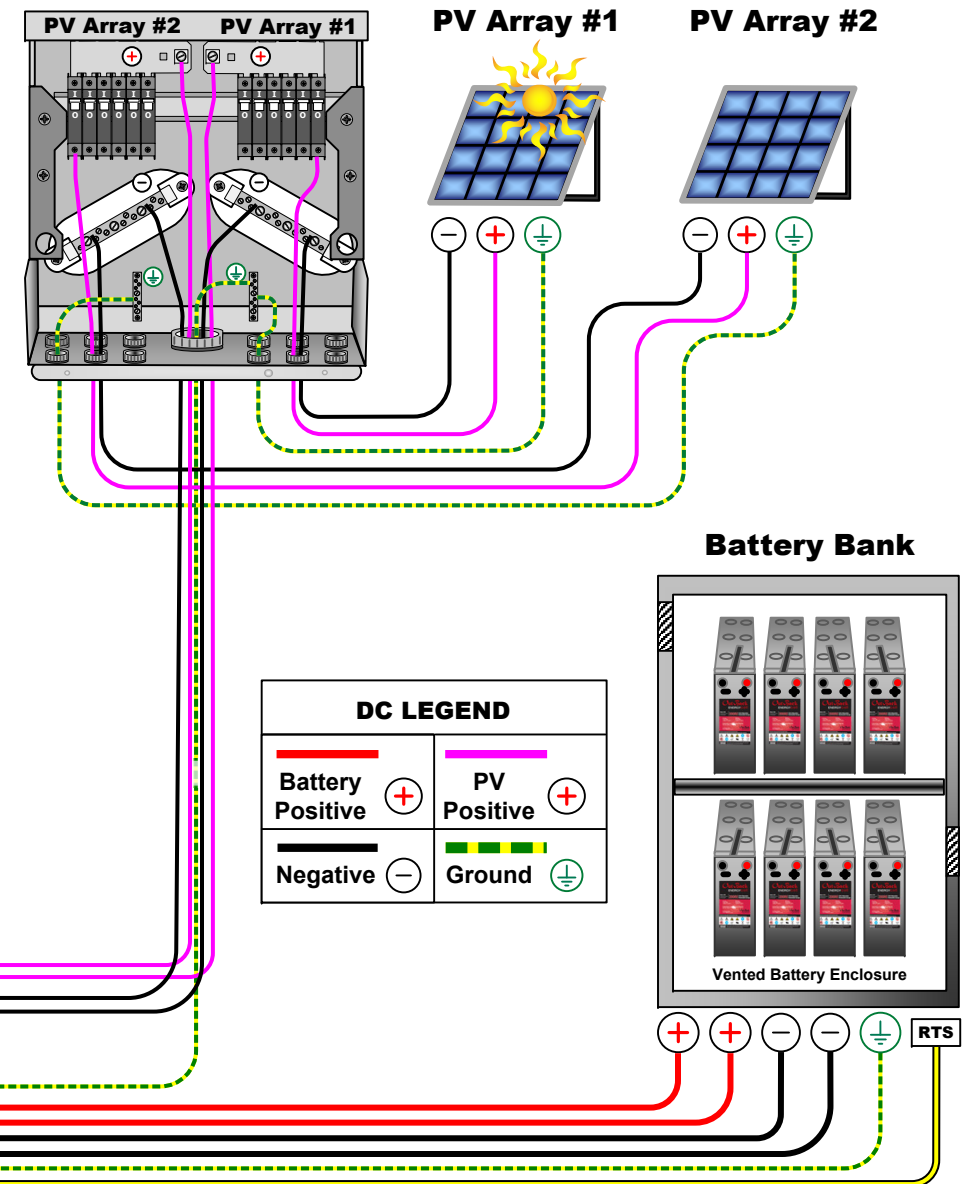 PV Array #2 PV Array #1
PV Array #1
PV Array #2
Battery Bank
DC LEGEND
Battery
Positive
PV
Positive
Negative
Ground
Vented Battery Enclosure
RTS